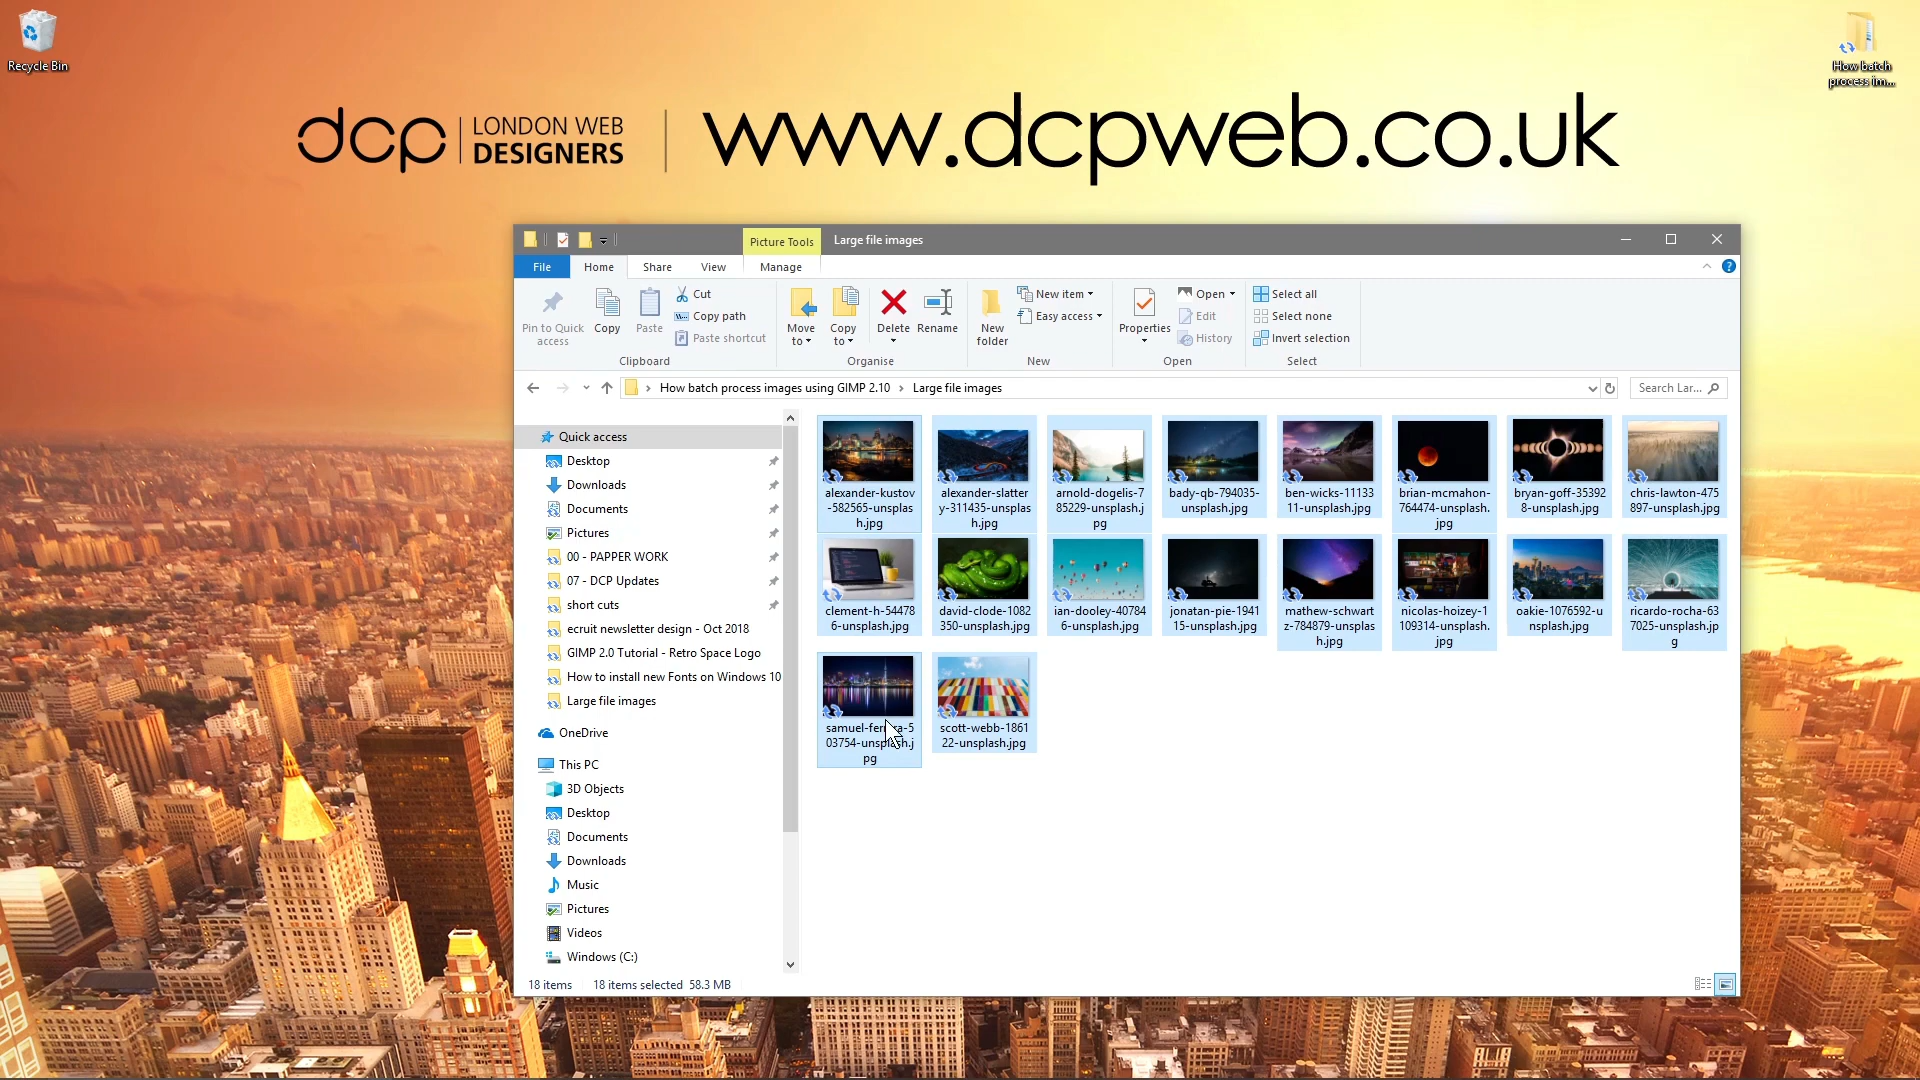 Recycle Bin
How batch
process im...
dcp LONDON WEB DESIGNERS
www.dcpweb.co.uk
Picture Tools
Large file images
File
Home
Share
View
Manage
Pin to Quick
access
Copy
Paste
Cut
Copy path
Paste shortcut
Clipboard
Move
to
Copy
to
Delete
Rename
Organise
New
folder
New item
Easy access
New
Properties
Open
Edit
History
Open
Select all
Select none
Invert selection
Select
How batch process images using GIMP 2.10 > Large file images
Search Lar...
Quick access
Desktop
Downloads
Documents
Pictures
00 - PAPPER WORK
07 - DCP Updates
short cuts
ecruit newsletter design - Oct 2018
GIMP 2.0 Tutorial - Retro Space Logo
How to install new Fonts on Windows 10
Large file images
OneDrive
This PC
3D Objects
Desktop
Documents
Downloads
Music
Pictures
Videos
Windows (C:)
alexander-kustov
-582565-unsplas
h.jpg
alexander-slatter
y-311435-unsplas
h.jpg
arnold-dogelis-7
85229-unsplash.j
pg
bady-qb-794035-
unsplash.jpg
ben-wicks-11133
11-unsplash.jpg
brian-mcmahon-
764474-unsplash.
jpg
bryan-goff-35392
8-unsplash.jpg
chris-lawton-475
897-unsplash.jpg
clement-h-54478
6-unsplash.jpg
david-clode-1082
350-unsplash.jpg
ian-dooley-40784
6-unsplash.jpg
jonatan-pie-1941
15-unsplash.jpg
mathew-schwart
z-784879-unsplas
h.jpg
nicolas-hoizey-1
109314-unsplash.
jpg
oakie-1076592-u
nsplash.jpg
ricardo-rocha-63
7025-unsplash.jp
g
03754-unsplash.j
pg
scott-webb-1861
22-unsplash.jpg
18 items
18 items selected 58.3 MB